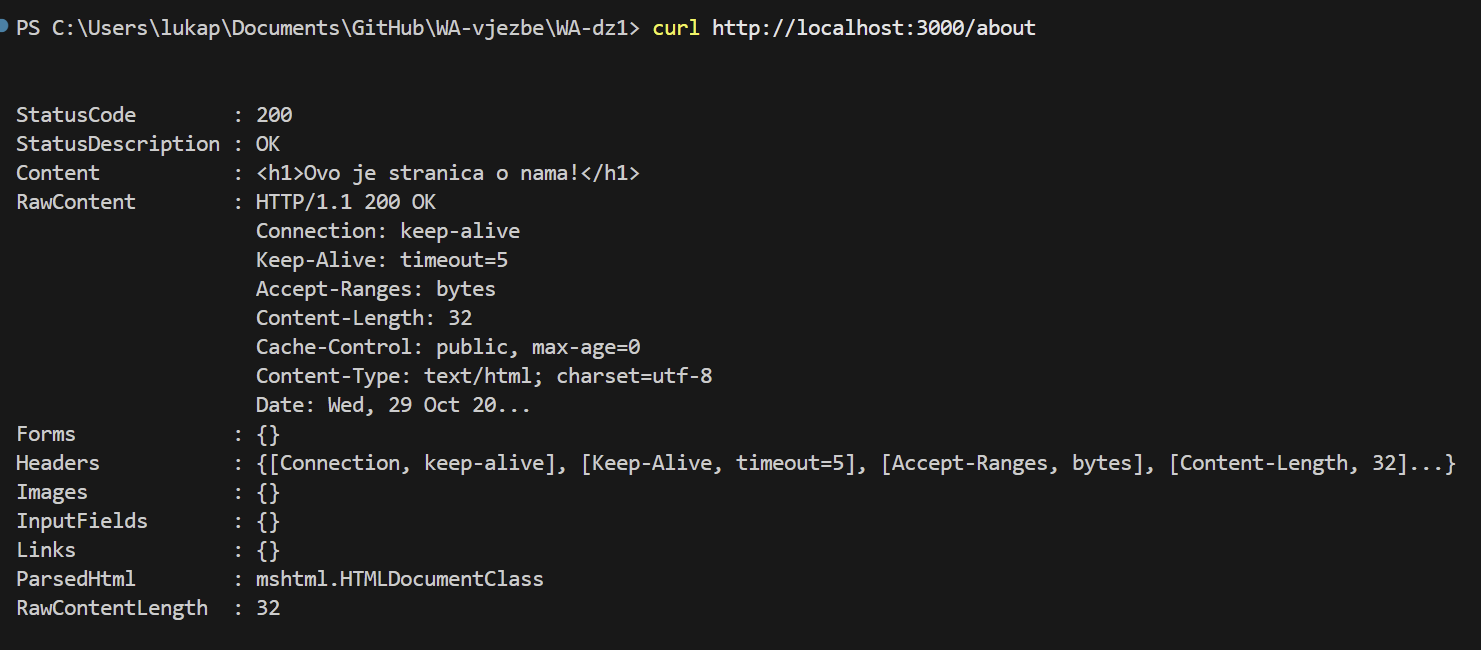 PS C:\Users\lukap\Documents\GitHub\WA-vjezbe\WA-dz1> curl http://localhost:3000/about
StatusCode        : 200
StatusDescription : OK
Content           : <h1>Ovo je stranica o nama!</h1>
RawContent        : HTTP/1.1 200 OK
                    Connection: keep-alive
                    Keep-Alive: timeout=5
                    Accept-Ranges: bytes
                    Content-Length: 32
                    Cache-Control: public, max-age=0
                    Content-Type: text/html; charset=utf-8
                    Date: Wed, 29 Oct 20...
Forms             : {}
Headers           : {[Connection, keep-alive], [Keep-Alive, timeout=5], [Accept-Ranges, bytes], [Content-Length, 32]...}
Images            : {}
InputFields       : {}
Links             : {}
ParsedHtml        : mshtml.HTMLDocumentClass
RawContentLength  : 32